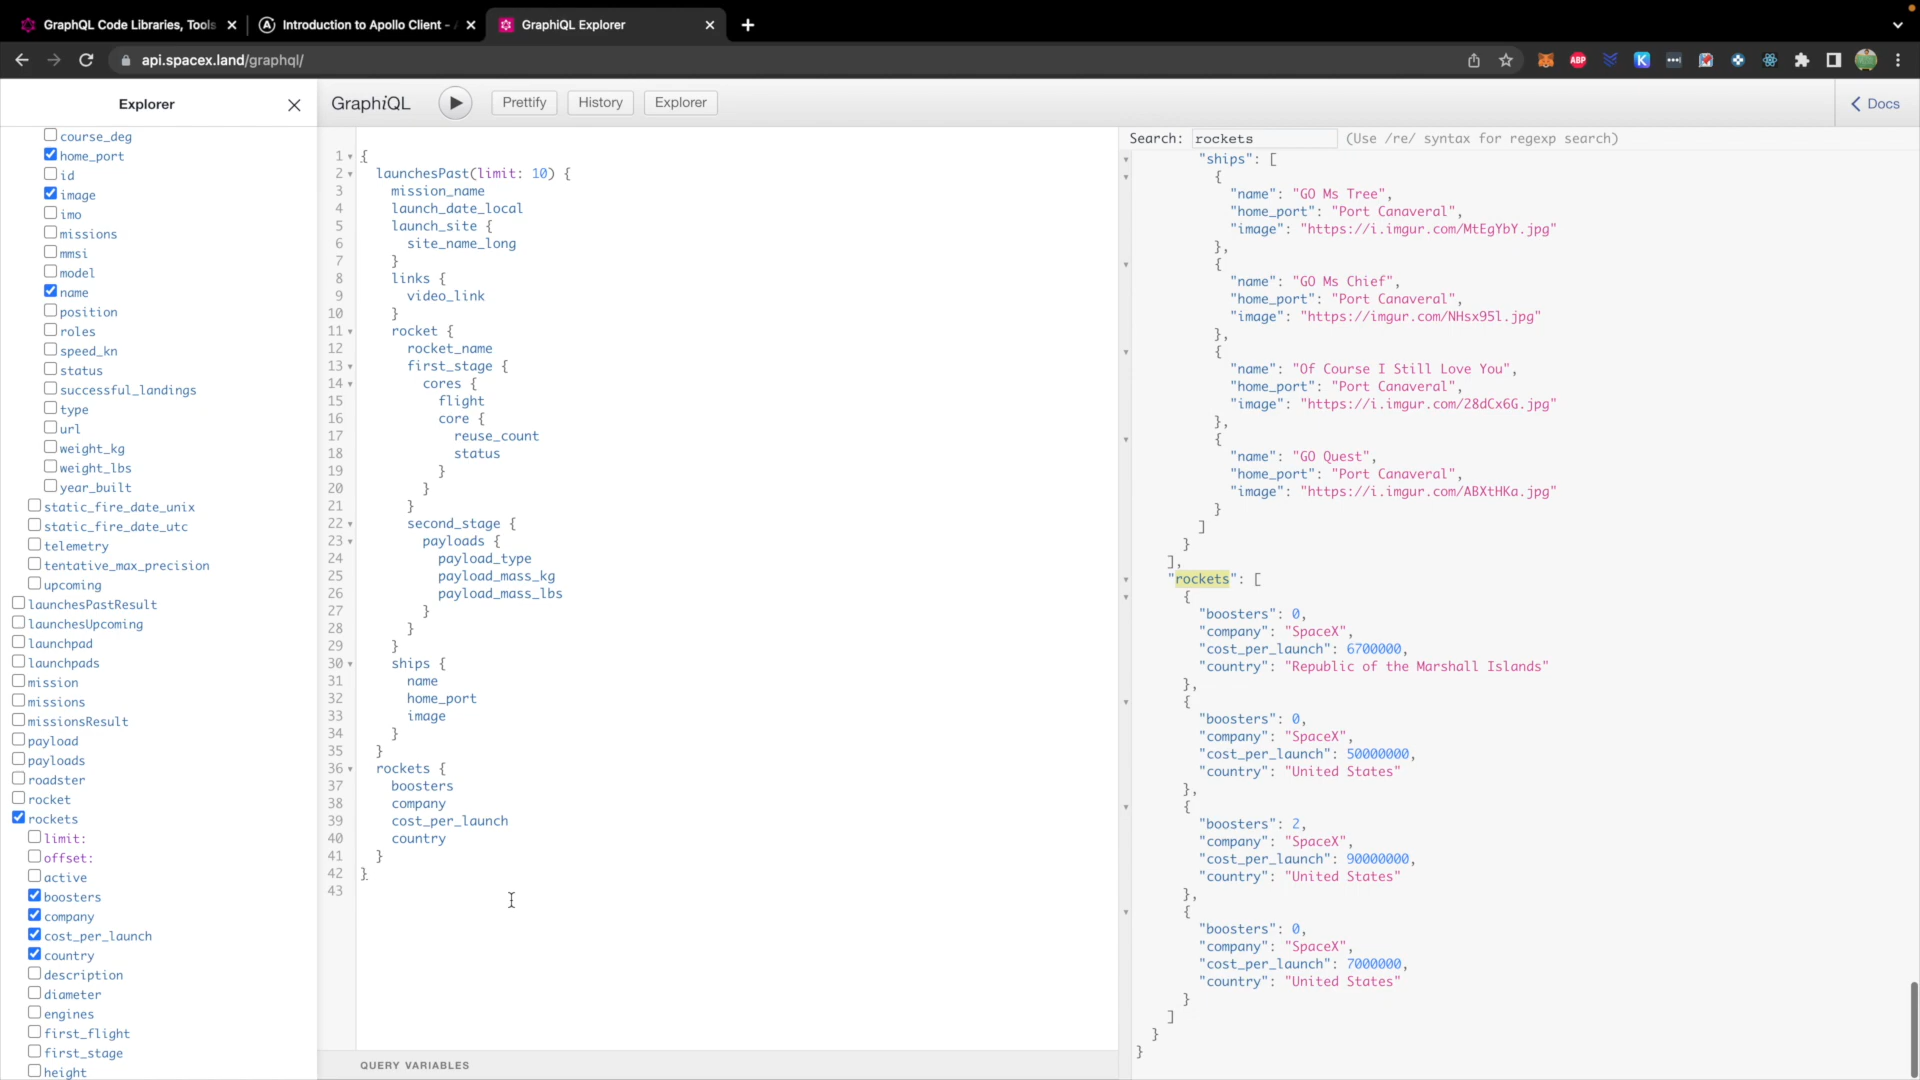 GraphQL Code Libraries, Tools
Introduction to Apollo Client -
GraphiQL Explorer
api.spacex.land/graphql/
Explorer
GraphiQL
Prettify
History
Explorer
Docs
course_deg
home_port
id
image
imo
missions
mmsi
model
name
position
roles
speed_kn
status
successful_landings
type
url
weight_kg
weight_lbs
year_built
static_fire_date_unix
static_fire_date_utc
telemetry
tentative_max_precision
upcoming
launchesPastResult
launchesUpcoming
launchpad
launchpads
mission
missions
missionsResult
payload
payloads
roadster
rocket
rockets
limit:
offset:
active
boosters
company
cost_per_launch
country
description
diameter
engines
first_flight
first_stage
height
1 {
2 launchesPast(limit: 10) {
3 mission_name
4 launch_date_local
5 launch_site {
6 site_name_long
7 }
8 links {
9 video_link
10 }
11 rocket {
12 rocket_name
13 first_stage {
14 cores {
15 flight
16 core {
17 reuse_count
18 status
19 }
20 }
21 }
22 second_stage {
23 payloads {
24 payload_type
25 payload_mass_kg
26 payload_mass_lbs
27 }
28 }
29 }
30 ships {
31 name
32 home_port
33 image
34 }
35 }
36 rockets {
37 boosters
38 company
39 cost_per_launch
40 country
41 }
42 }
43
QUERY VARIABLES
Search: rockets (Use /re/ syntax for regexp search)
"ships": [
{
"name": "GO Ms Tree",
"home_port": "Port Canaveral",
"image": "https://i.imgur.com/MtEgYbY.jpg"
},
{
"name": "GO Ms Chief",
"home_port": "Port Canaveral",
"image": "https://imgur.com/NHsx95l.jpg"
},
{
"name": "Of Course I Still Love You",
"home_port": "Port Canaveral",
"image": "https://i.imgur.com/28dCx6G.jpg"
},
{
"name": "GO Quest",
"home_port": "Port Canaveral",
"image": "https://i.imgur.com/ABXtHKa.jpg"
}
]
}
],
"rockets": [
{
"boosters": 0,
"company": "SpaceX",
"cost_per_launch": 6700000,
"country": "Republic of the Marshall Islands"
},
{
"boosters": 0,
"company": "SpaceX",
"cost_per_launch": 50000000,
"country": "United States"
},
{
"boosters": 2,
"company": "SpaceX",
"cost_per_launch": 90000000,
"country": "United States"
},
{
"boosters": 0,
"company": "SpaceX",
"cost_per_launch": 7000000,
"country": "United States"
}
]
}
}